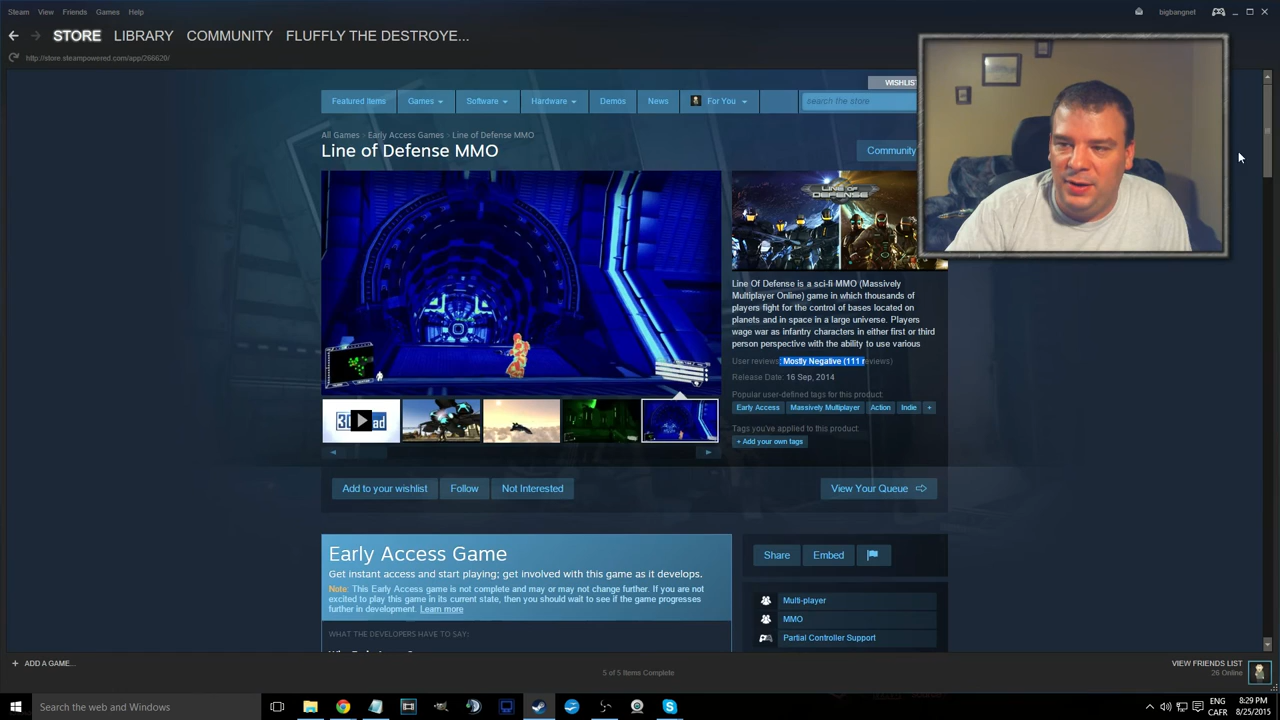 Steam View Friends Games Help
bigbangnet
STORE LIBRARY COMMUNITY FLUFFLY THE DESTROYE...
http://store.steampowered.com/app/266620/
WISHLIST
Featured Items Games Software Hardware Demos News For You search the store
All Games > Early Access Games > Line of Defense MMO
Line of Defense MMO
Community
LINE OF DEFENSE
Line Of Defense is a sci-fi MMO (Massively
Multiplayer Online) game in which thousands of
players fight for the control of bases located on
planets and in space in a large universe. Players
wage war as infantry characters in either first or third
person perspective with the ability to use various
User reviews: Mostly Negative (111 reviews)
Release Date: 16 Sep, 2014
Popular user-defined tags for this product:
Early Access Massively Multiplayer Action Indie +
Tags you've applied to this product:
+ Add your own tags
Add to your wishlist Follow Not Interested View Your Queue
Early Access Game
Get instant access and start playing; get involved with this game as it develops.
Note: This Early Access game is not complete and may or may not change further. If you are not
excited to play this game in its current state, then you should wait to see if the game progresses
further in development. Learn more
WHAT THE DEVELOPERS HAVE TO SAY:
Share Embed
Multi-player
MMO
Partial Controller Support
+ ADD A GAME...
5 of 5 Items Complete
VIEW FRIENDS LIST
26 Online
Search the web and Windows
ENG
CAFR
8:29 PM
8/25/2015